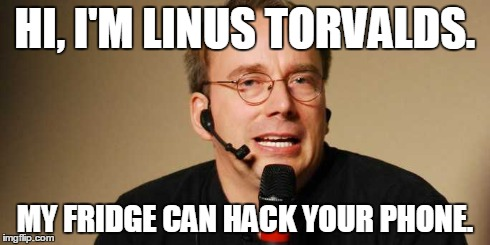 HI, I'M LINUS TORVALDS.
MY FRIDGE CAN HACK YOUR PHONE.
imgflip.com